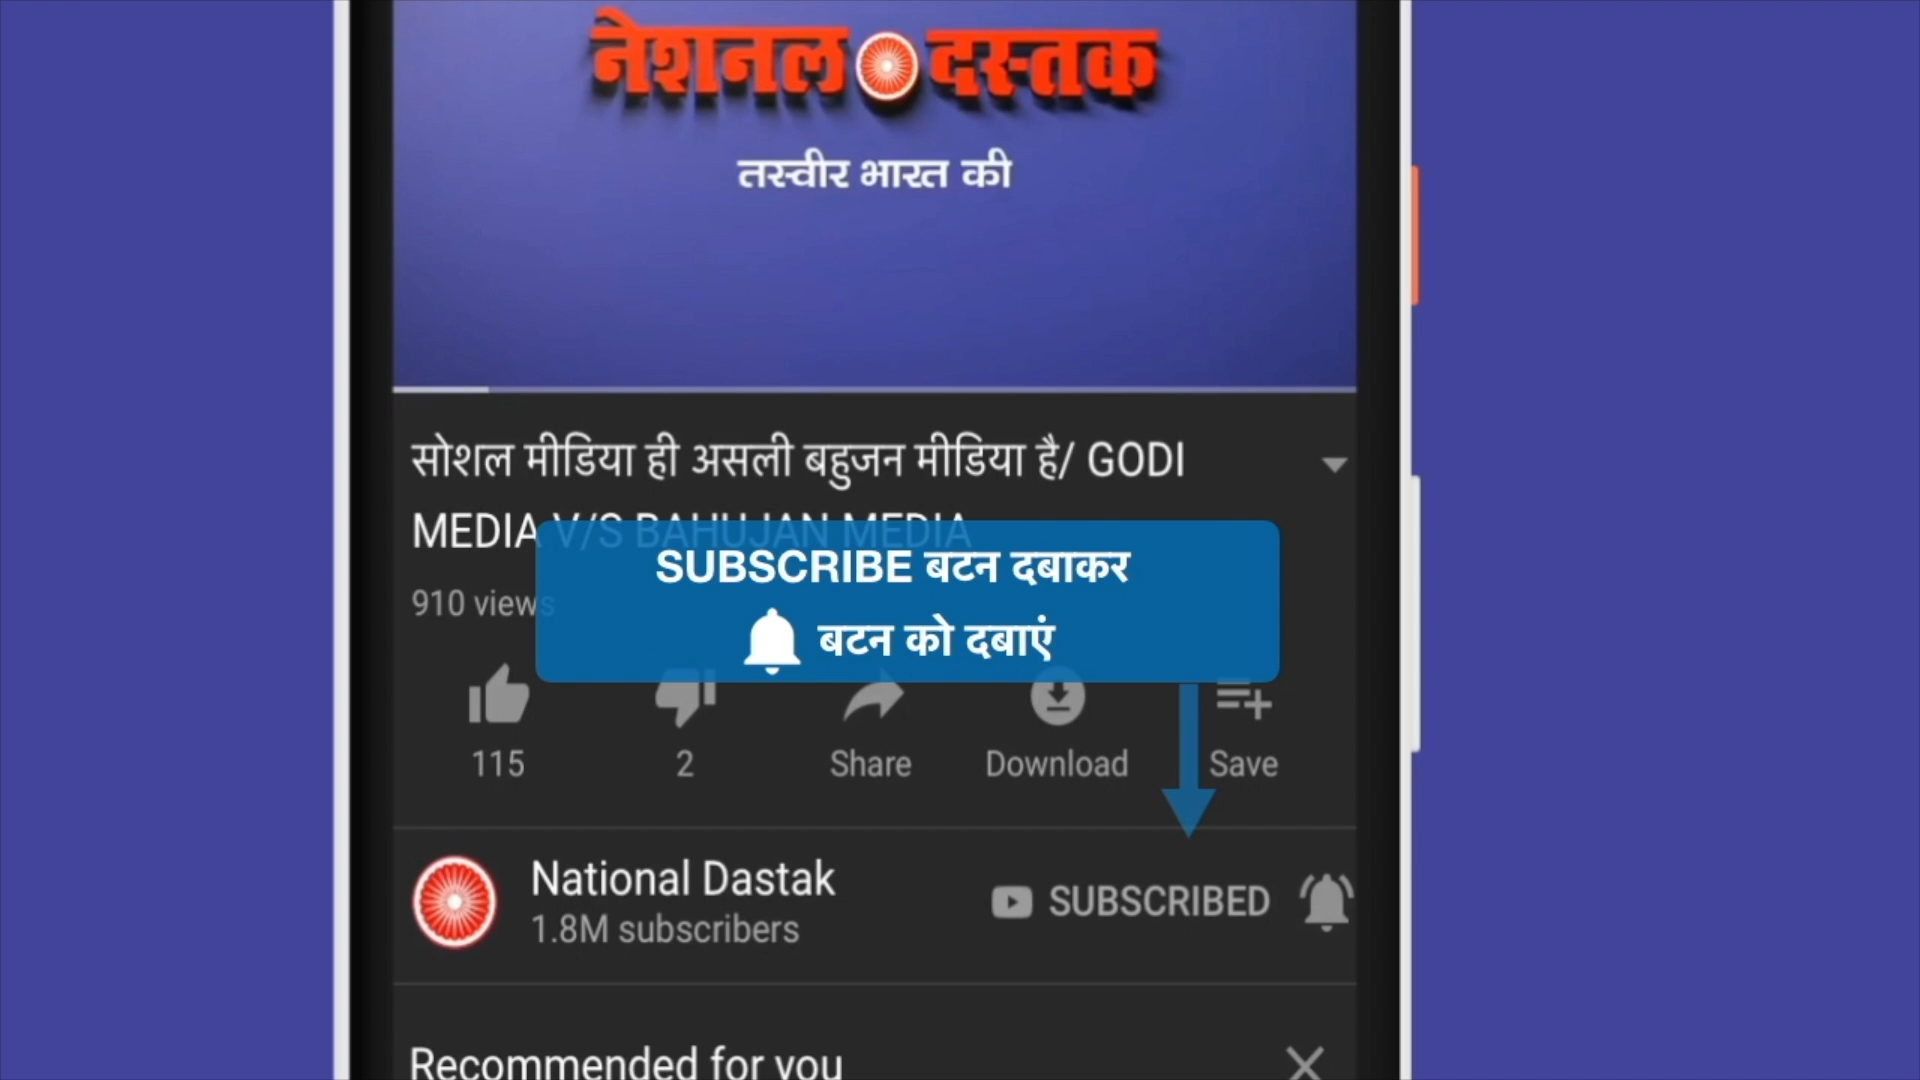 नेशनल दस्तक
तस्वीर भारत की
सोशल मीडिया ही असली बहुजन मीडिया है/ GODI
MEDIA V/S BAHUJAN MEDIA
910 views
SUBSCRIBE बटन दबाकर
बटन को दबाएं
115
2
Share
Download
Save
National Dastak
1.8M subscribers
SUBSCRIBED
Recommended for you